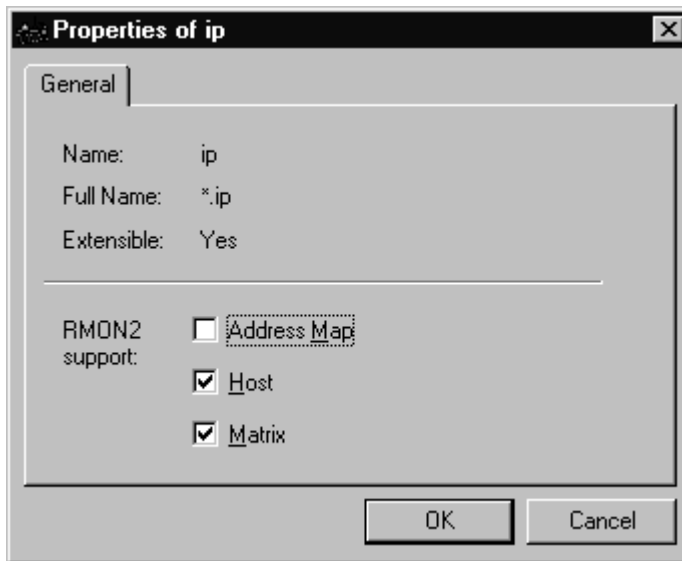 Properties of ip
General
Name: ip
Full Name: *.ip
Extensible: Yes
RMON2 support:
Address Map
Host
Matrix
OK Cancel